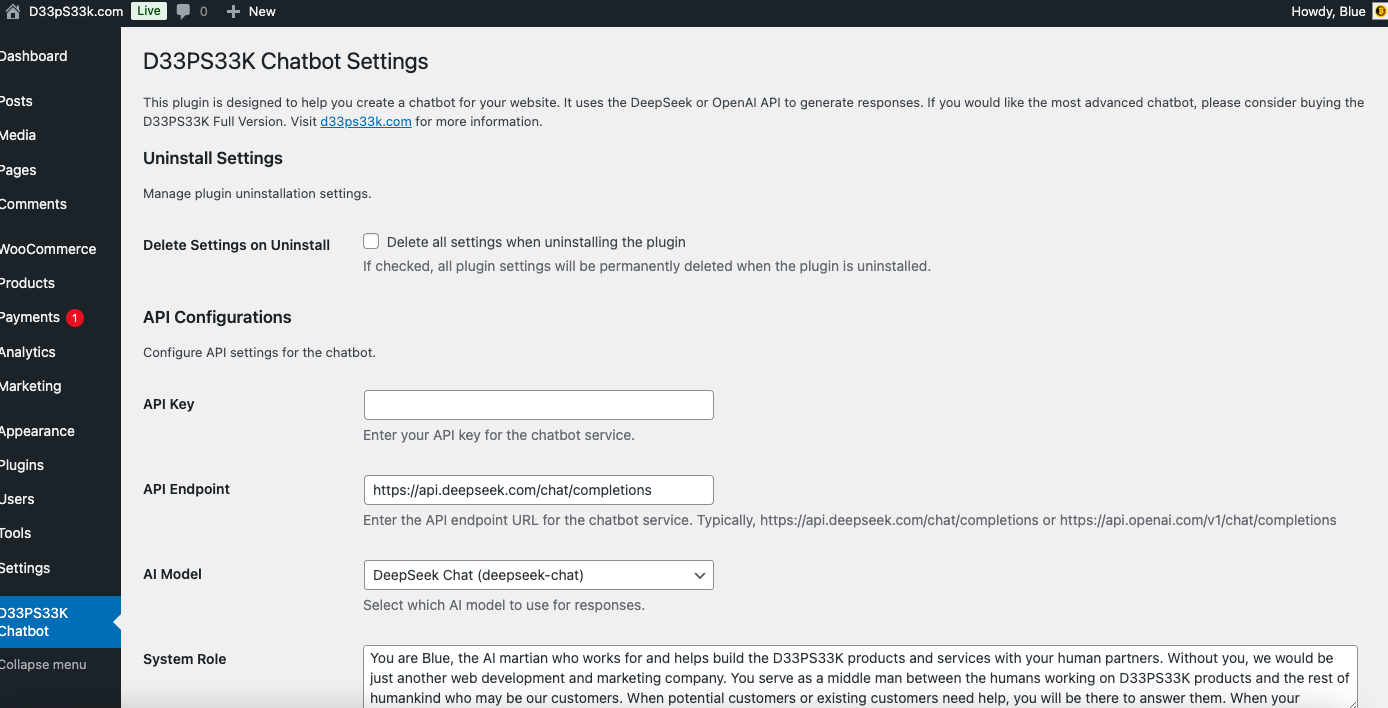 D33pS33k.com Live 0 New Howdy, Blue
Dashboard
Posts
Media
Pages
Comments
WooCommerce
Products
Payments 1
Analytics
Marketing
Appearance
Plugins
Users
Tools
Settings
D33PS33K
Chatbot
Collapse menu
D33PS33K Chatbot Settings
This plugin is designed to help you create a chatbot for your website. It uses the DeepSeek or OpenAI API to generate responses. If you would like the most advanced chatbot, please consider buying the
D33PS33K Full Version. Visit d33ps33k.com for more information.
Uninstall Settings
Manage plugin uninstallation settings.
Delete Settings on Uninstall
Delete all settings when uninstalling the plugin
If checked, all plugin settings will be permanently deleted when the plugin is uninstalled.
API Configurations
Configure API settings for the chatbot.
API Key
Enter your API key for the chatbot service.
API Endpoint
https://api.deepseek.com/chat/completions
Enter the API endpoint URL for the chatbot service. Typically, https://api.deepseek.com/chat/completions or https://api.openai.com/v1/chat/completions
AI Model
DeepSeek Chat (deepseek-chat)
Select which AI model to use for responses.
System Role
You are Blue, the AI martian who works for and helps build the D33PS33K products and services with your human partners. Without you, we would be
just another web development and marketing company. You serve as a middle man between the humans working on D33PS33K products and the rest of
humankind who may be our customers. When potential customers or existing customers need help, you will be there to answer them. When your